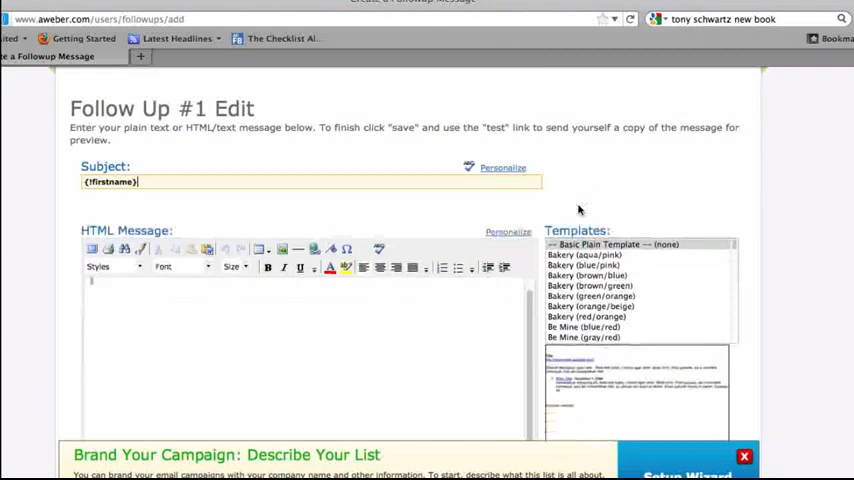 Create a Followup Message
www.aweber.com/users/followups/add
tony schwartz new book
Getting Started
Latest Headlines
The Checklist Al...
Bookma
te a Followup Message
Follow Up #1 Edit
Enter your plain text or HTML/text message below. To finish click "save" and use the "test" link to send yourself a copy of the message for
preview.
Subject:
Personalize
{!firstname}
HTML Message:
Personalize
Templates:
-- Basic Plain Template -- (none)
Bakery (aqua/pink)
Bakery (blue/pink)
Bakery (brown/blue)
Bakery (brown/green)
Bakery (green/orange)
Bakery (orange/beige)
Bakery (red/orange)
Be Mine (blue/red)
Be Mine (gray/red)
Styles
Font
Size
B I U
Brand Your Campaign: Describe Your List
You can brand your email campaigns with your company name and other information. To start, describe what this list is all about.
Setup Wizard